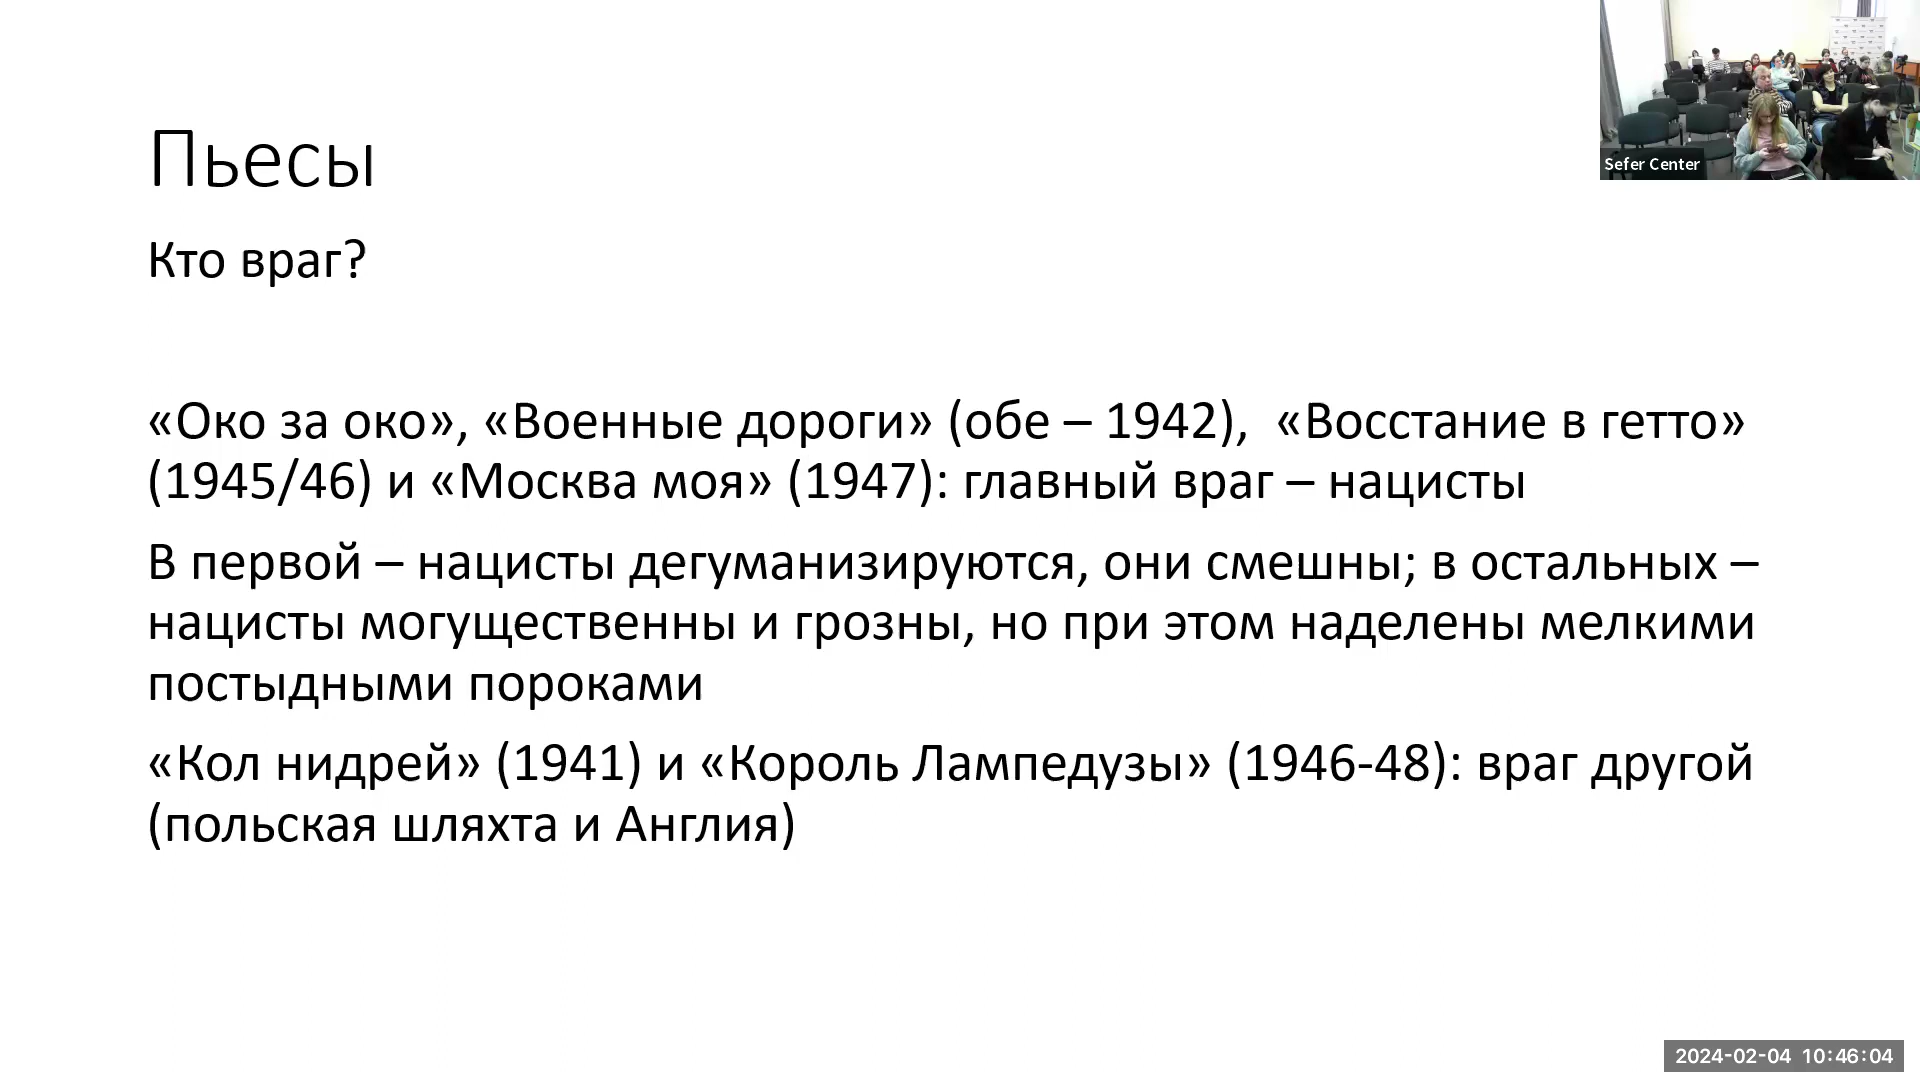 Пьесы
Sefer Center
Кто враг?
«Око за око», «Военные дороги» (обе – 1942),  «Восстание в гетто»
(1945/46) и «Москва моя» (1947): главный враг – нацисты
В первой – нацисты дегуманизируются, они смешны; в остальных –
нацисты могущественны и грозны, но при этом наделены мелкими
постыдными пороками
«Кол нидрей» (1941) и «Король Лампедузы» (1946-48): враг другой
(польская шляхта и Англия)
2024-02-04 10:46:04